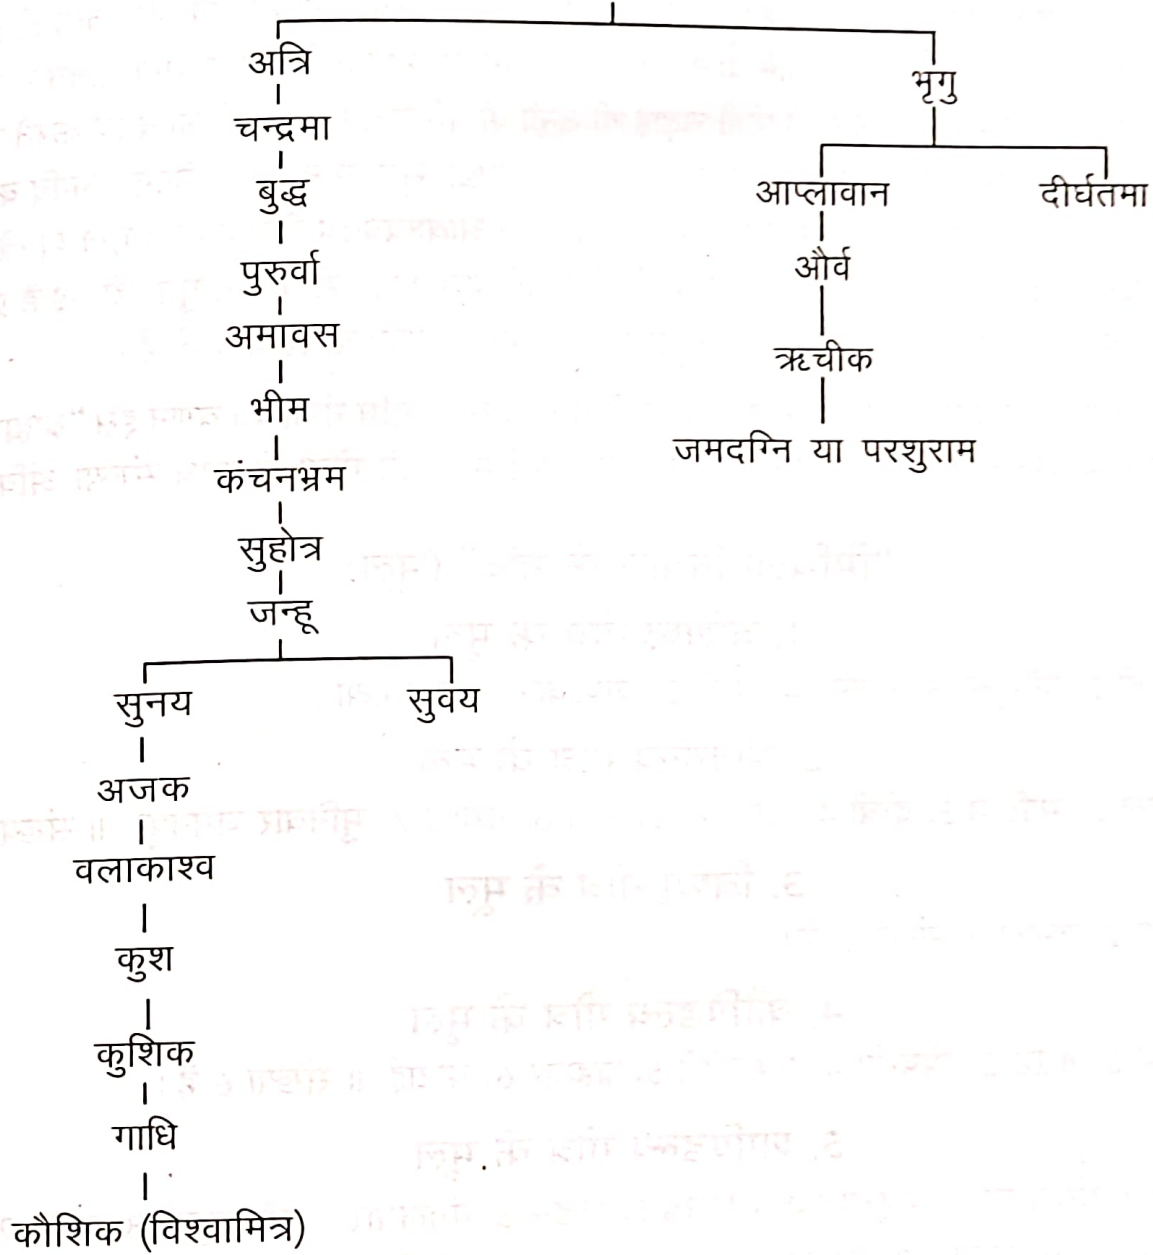 अत्रि
भृगु
चन्द्रमा
बुद्ध
आप्लावान दीर्घतमा
पुरुर्वा
और्व
अमावस
ऋचीक
भीम
जमदग्नि या परशुराम
कंचनभ्रम
सुहोत्र
जन्हू
सुनय सुवय
अजक
वलाकाश्व
कुश
कुशिक
गाधि
कौशिक (विश्वामित्र)